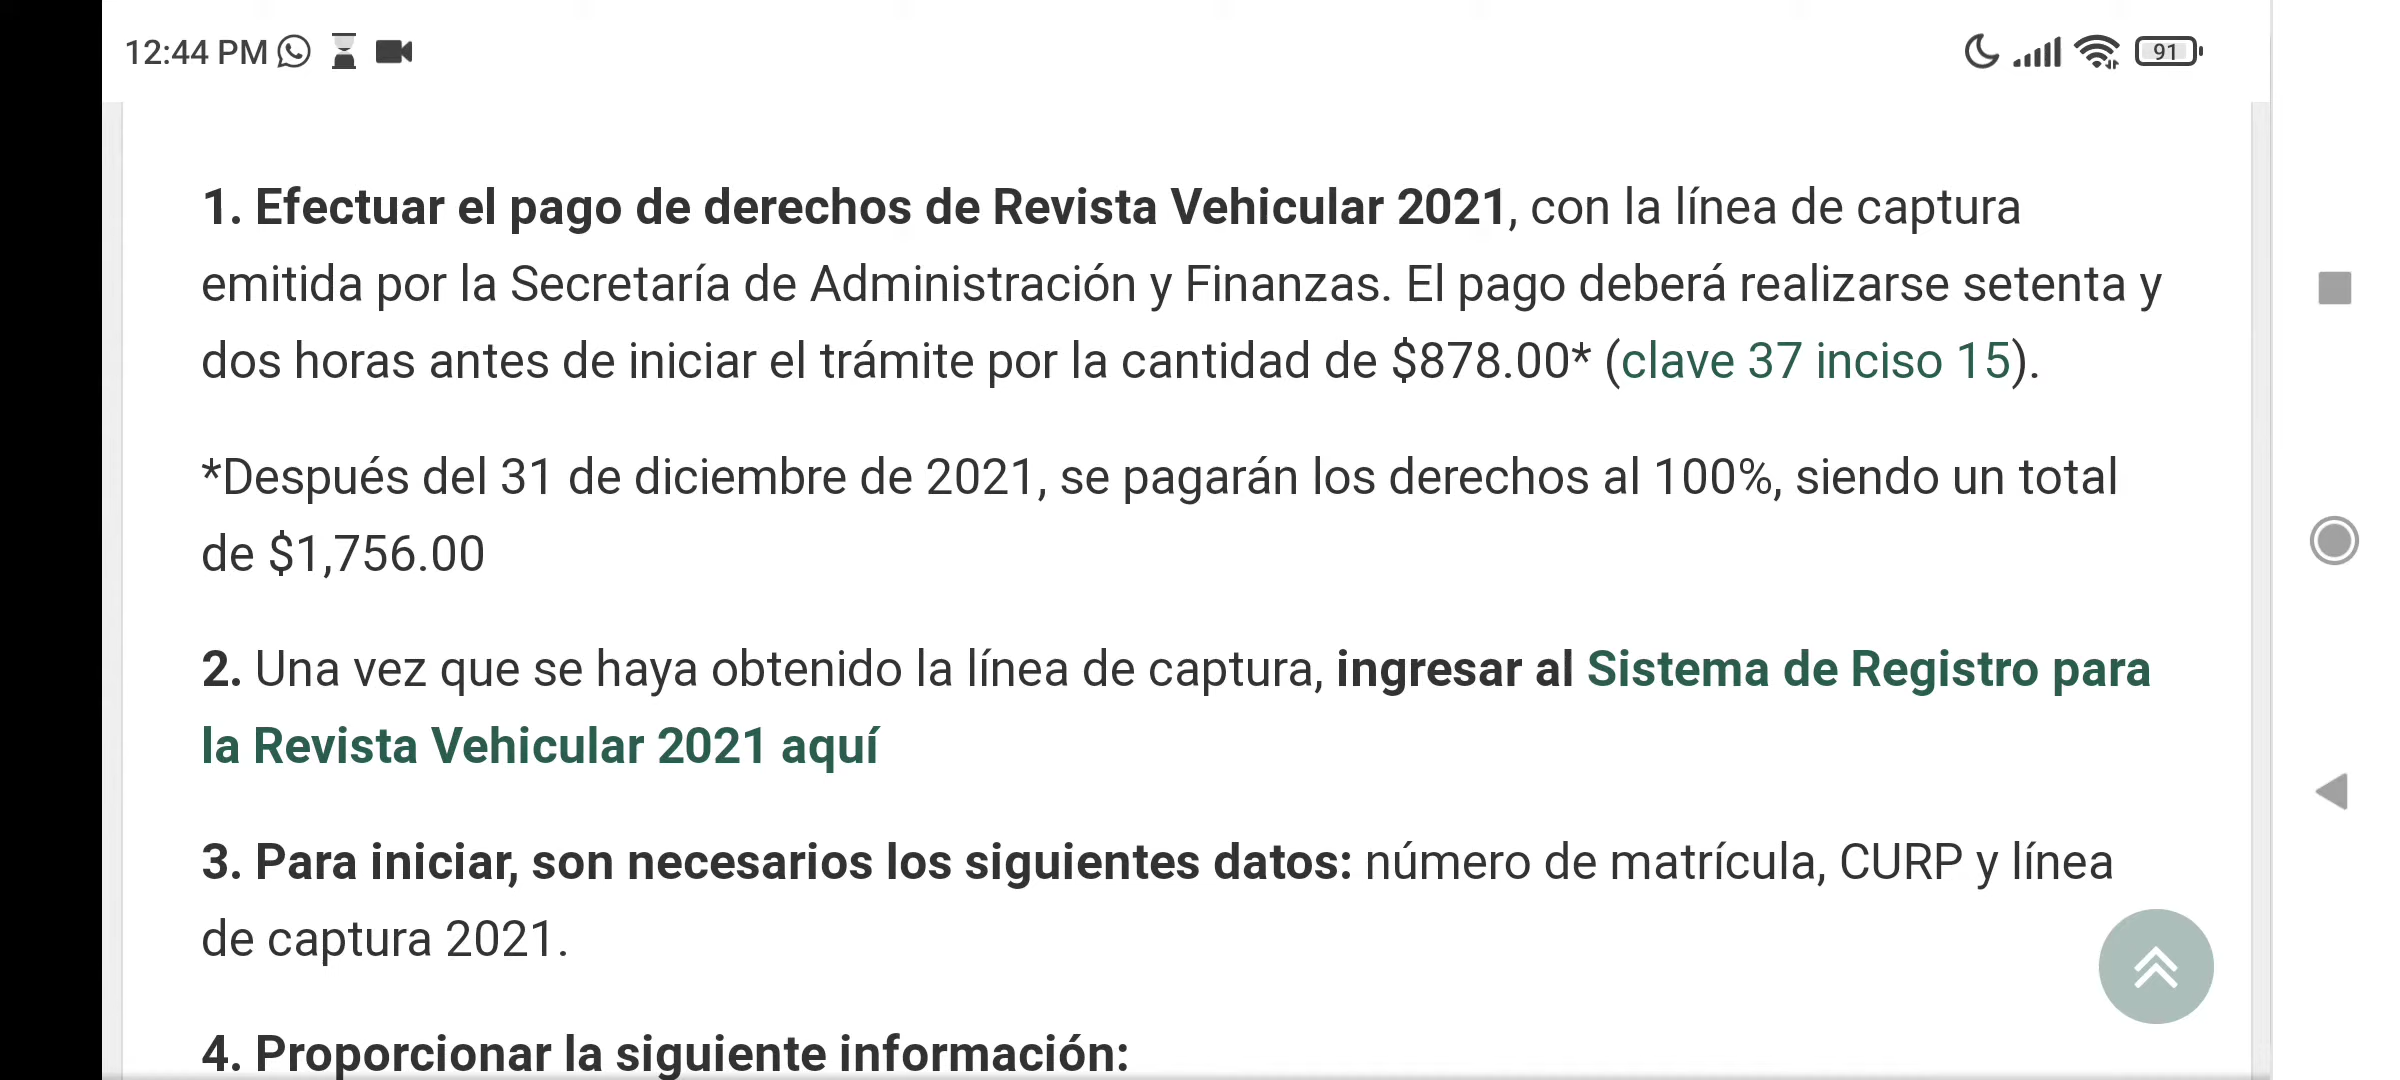 12:44 PM
91
1. Efectuar el pago de derechos de Revista Vehicular 2021, con la línea de captura
emitida por la Secretaría de Administración y Finanzas. El pago deberá realizarse setenta y
dos horas antes de iniciar el trámite por la cantidad de $878.00* (clave 37 inciso 15).
*Después del 31 de diciembre de 2021, se pagarán los derechos al 100%, siendo un total
de $1,756.00
2. Una vez que se haya obtenido la línea de captura, ingresar al Sistema de Registro para
la Revista Vehicular 2021 aquí
3. Para iniciar, son necesarios los siguientes datos: número de matrícula, CURP y línea
de captura 2021.
4. Proporcionar la siguiente información: